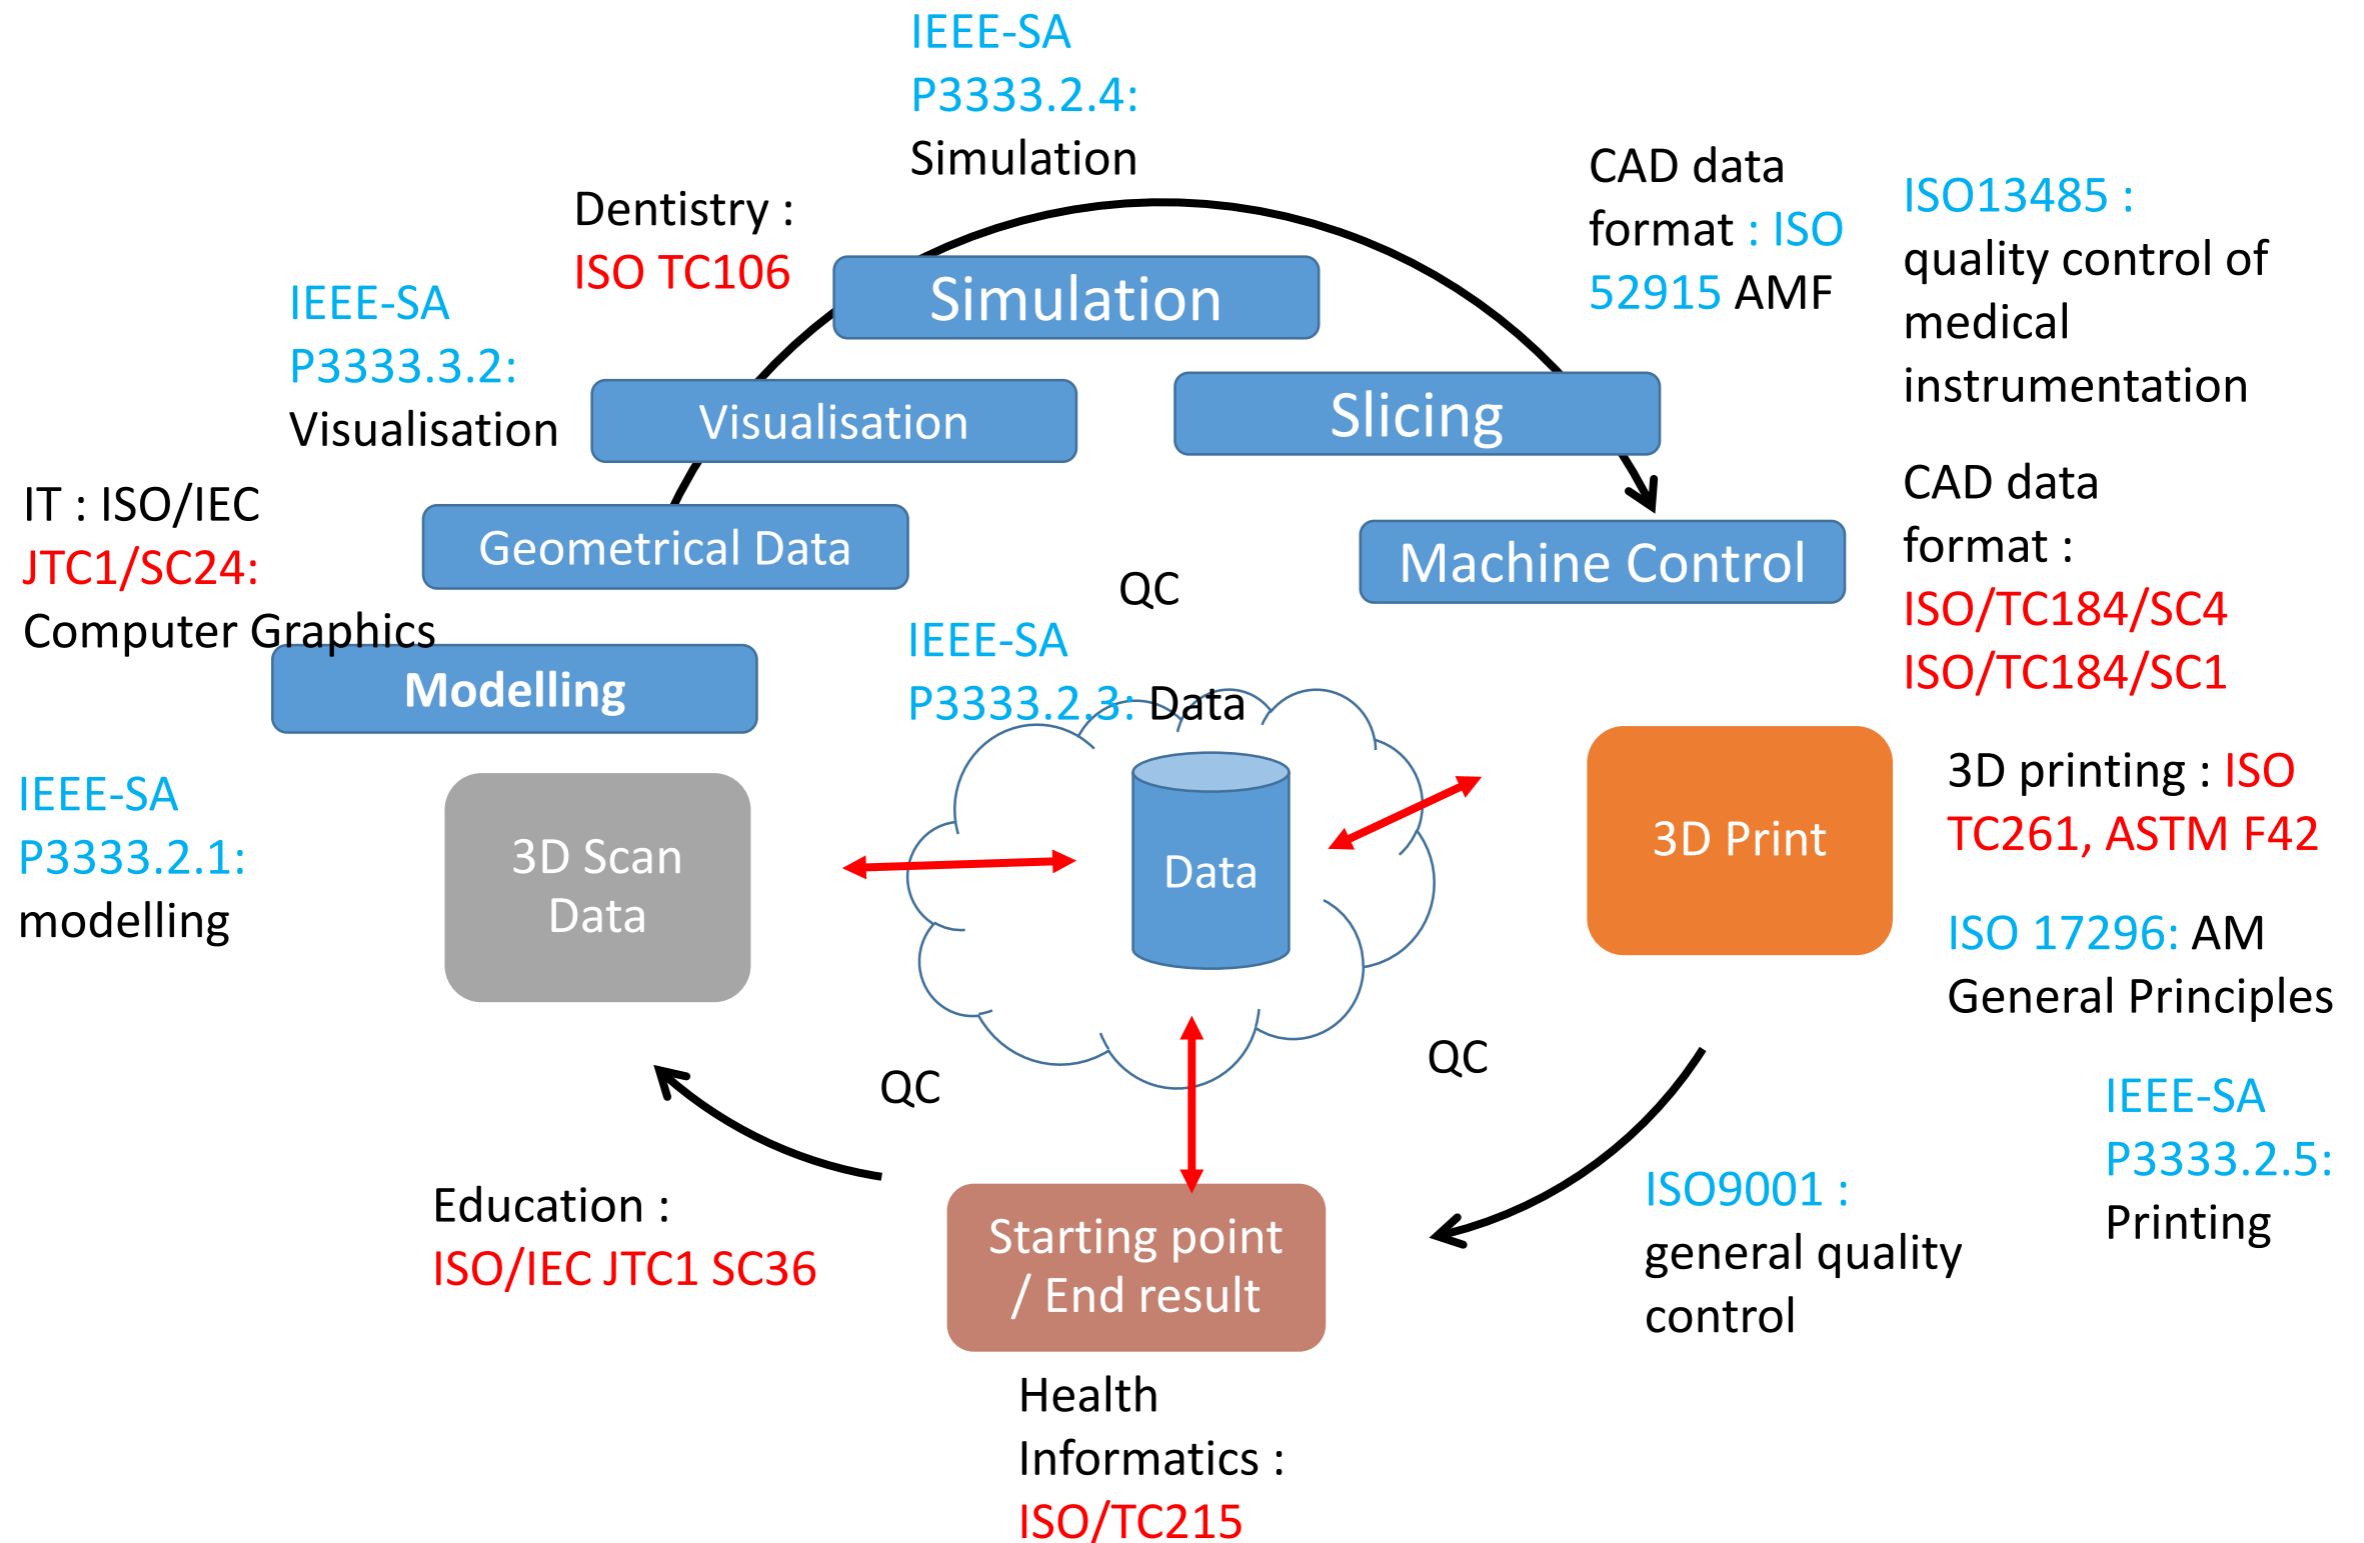 IEEE-SA
P3333.2.4:
Simulation
Dentistry :
ISO TC106
CAD data
format : ISO
52915 AMF
ISO13485 :
quality control of
medical
instrumentation
IEEE-SA
P3333.3.2:
Visualisation
Simulation
Visualisation
Slicing
IT : ISO/IEC
JTC1/SC24:
Computer Graphics
Geometrical Data
Machine Control
CAD data
format :
ISO/TC184/SC4
ISO/TC184/SC1
QC
Modelling
IEEE-SA
P3333.2.3: Data
IEEE-SA
P3333.2.1:
modelling
3D Scan
Data
Data
3D Print
3D printing : ISO
TC261, ASTM F42
ISO 17296: AM
General Principles
QC
QC
IEEE-SA
P3333.2.5:
Printing
Education :
ISO/IEC JTC1 SC36
Starting point
/ End result
ISO9001 :
general quality
control
Health
Informatics :
ISO/TC215